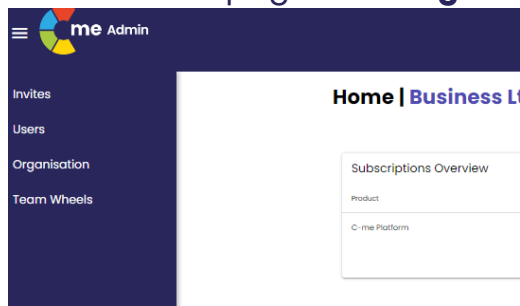 me Admin
Invites
Users
Organisation
Team Wheels
Home | Business
Subscriptions Overview
Product
C-me Platform